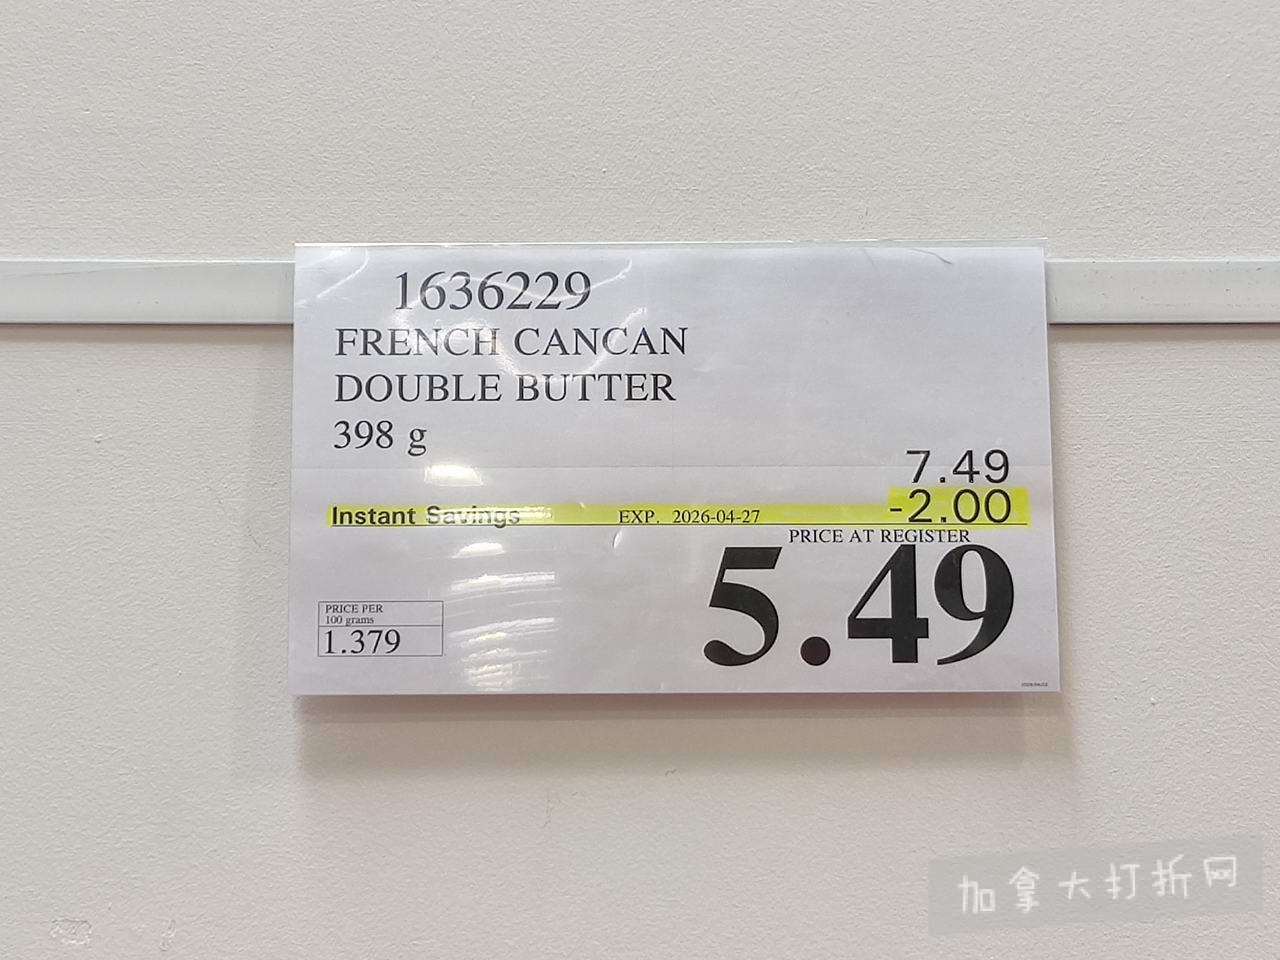 1636229
FRENCH CANCAN
DOUBLE BUTTER
398 g
7.49
Instant Savings EXP. 2026-04-27 -2.00
PRICE AT REGISTER
5.49
PRICE PER
100 grams
1.379
加拿大打折网